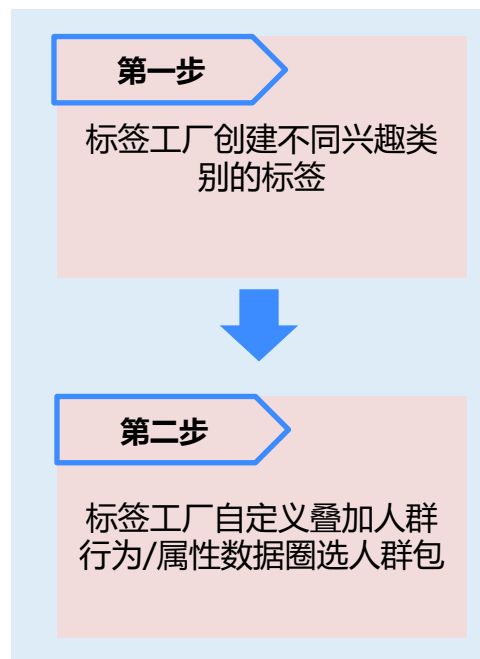 第一步
标签工厂创建不同兴趣类
别的标签
第二步
标签工厂自定义叠加人群
行为/属性数据圈选人群包